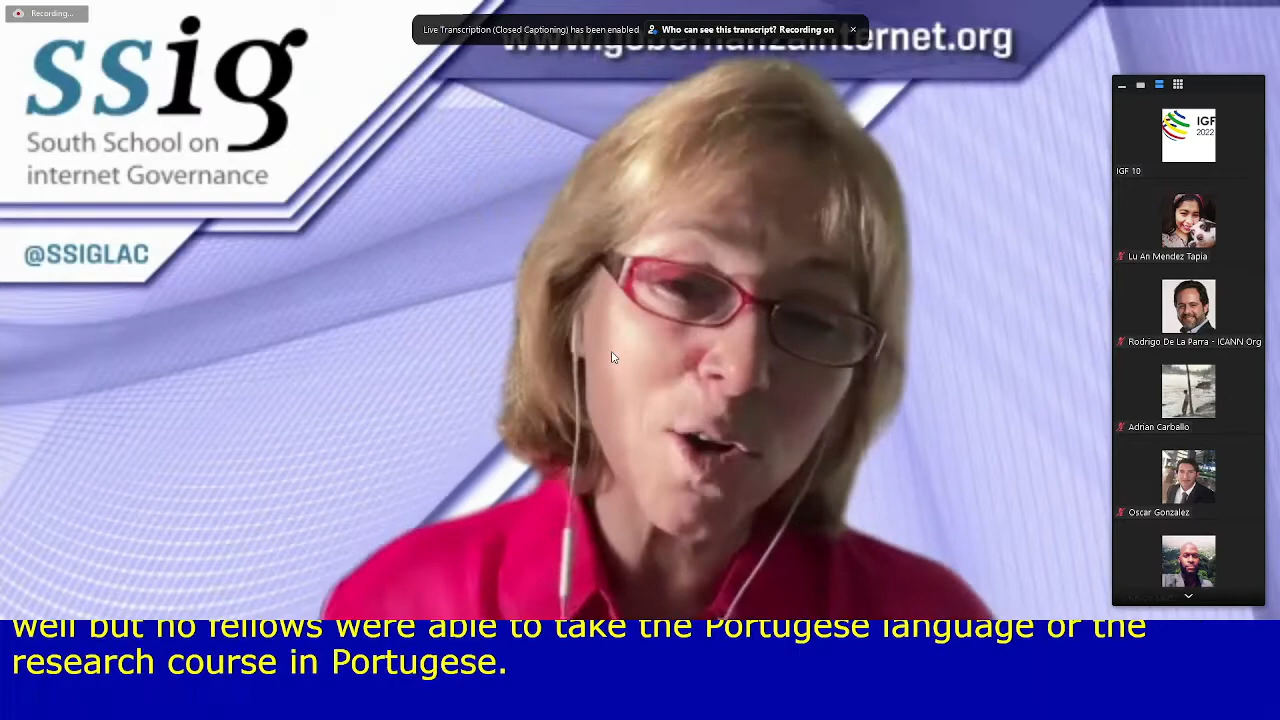 Recording...
Live Transcription (Closed Captioning) has been enabled
Who can see this transcript? Recording on
www.gobernanzainternet.org
ssig
South School on
internet Governance
@SSIGLAC
IGF
2022
IGF 10
Lu An Mendez Tapia
Rodrigo De La Parra - ICANN Org
Adrian Carballo
Oscar Gonzalez
well but no fellows were able to take the Portugese language or the
research course in Portugese.